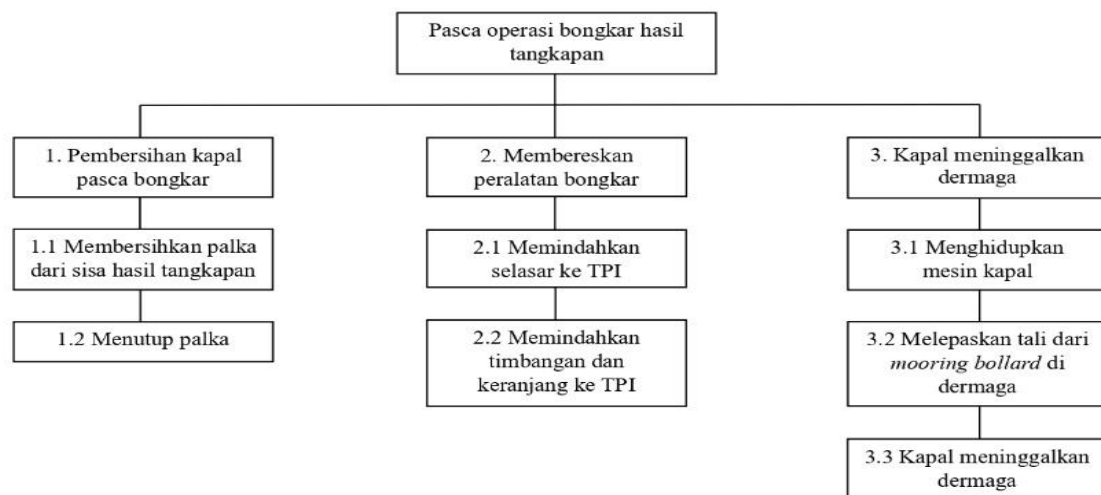 Pasca operasi bongkar hasil
tangkapan
1. Pembersihan kapal
pasca bongkar
1.1 Membersihkan palka
dari sisa hasil tangkapan
1.2 Menutup palka
2. Membereskan
peralatan bongkar
2.1 Memindahkan
selasar ke TPI
2.2 Memindahkan
timbangan dan
keranjang ke TPI
3. Kapal meninggalkan
dermaga
3.1 Menghidupkan
mesin kapal
3.2 Melepaskan tali dari
mooring bollard di
dermaga
3.3 Kapal meninggalkan
dermaga